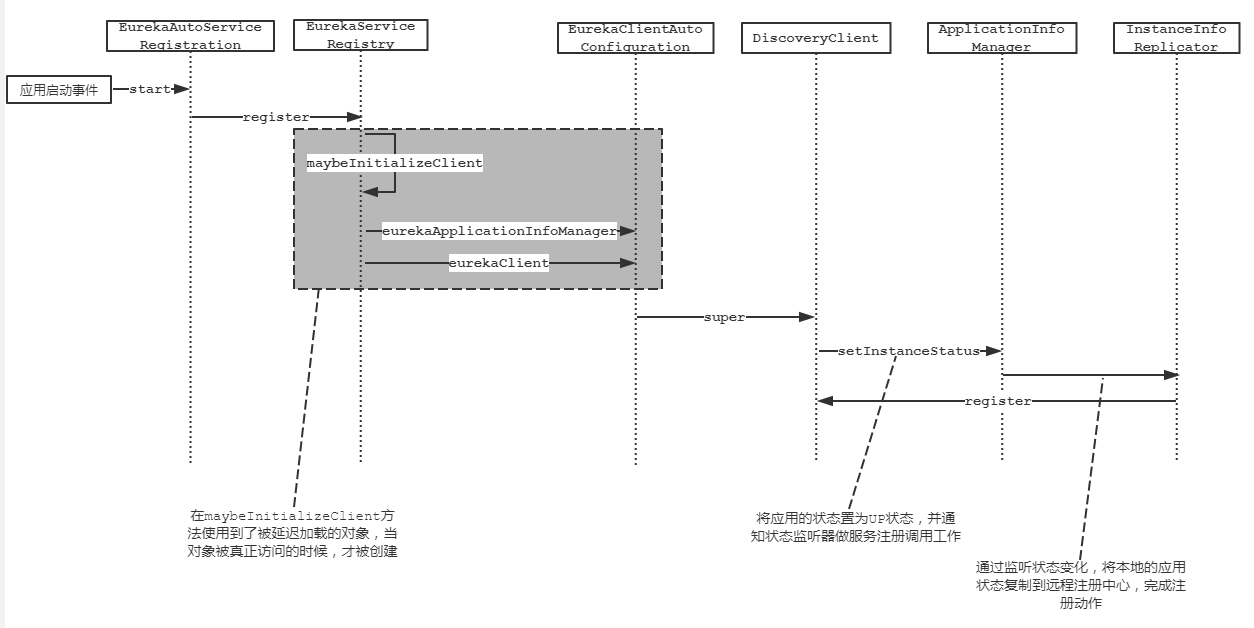 EurekaAutoService
Registration
EurekaService
Registry
EurekaClientAuto
Configuration
DiscoveryClient
ApplicationInfo
Manager
InstanceInfo
Replicator
应用启动事件
start
register
maybeInitializeClient
eurekaApplicationInfoManager
eurekaClient
super
setInstanceStatus
register
在maybeInitializeClient方
法使用到了被延迟加载的对象，当
对象被真正访问的时候，才被创建
将应用的状态置为UP状态，并通
知状态监听器做服务注册调用工作
通过监听状态变化，将本地的应用
状态复制到远程注册中心，完成注
册动作